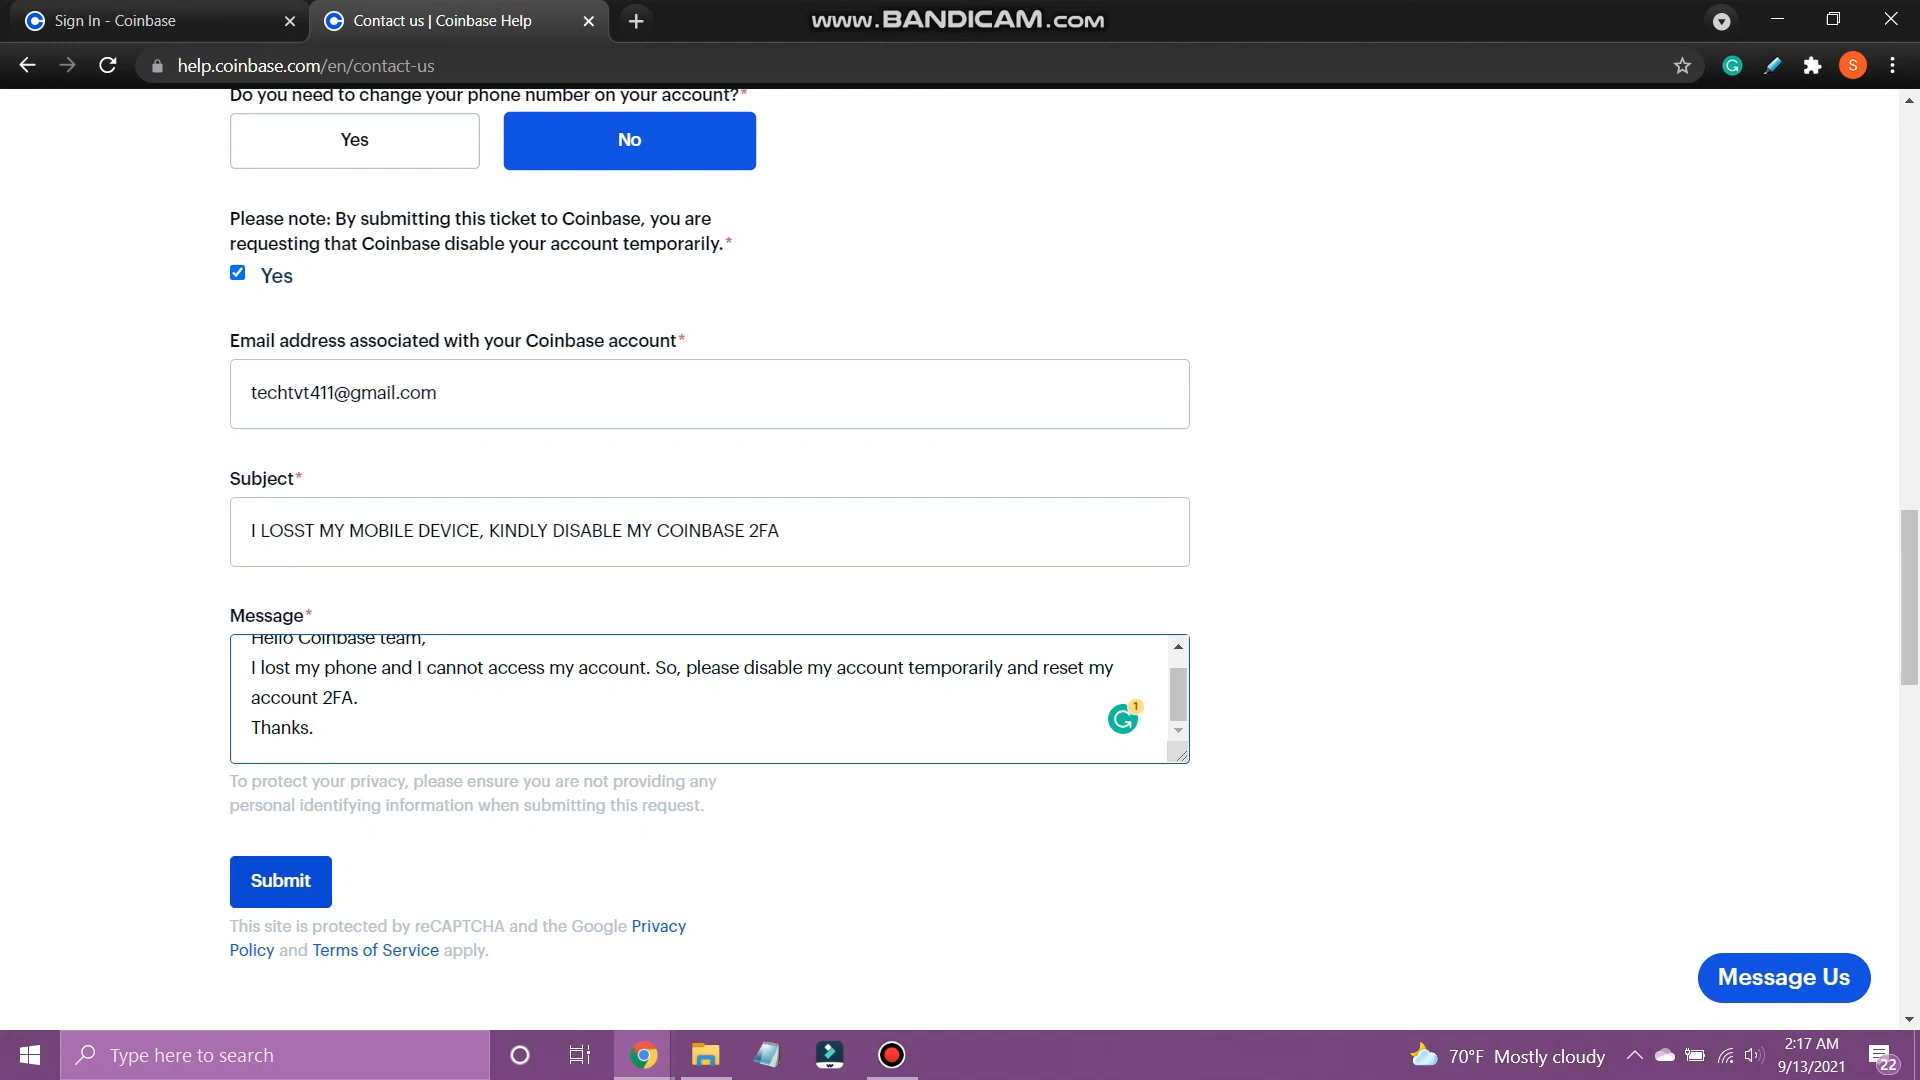 Sign In - Coinbase
Contact us | Coinbase Help
www.BANDICAM.com
help.coinbase.com/en/contact-us
S
Do you need to change your phone number on your account?*
Yes
No
Please note: By submitting this ticket to Coinbase, you are
requesting that Coinbase disable your account temporarily.*
Yes
Email address associated with your Coinbase account*
techtvt411@gmail.com
Subject*
I LOSST MY MOBILE DEVICE, KINDLY DISABLE MY COINBASE 2FA
Message*
Hello Coinbase team,
I lost my phone and I cannot access my account. So, please disable my account temporarily and reset my
account 2FA.
1
Thanks.
To protect your privacy, please ensure you are not providing any
personal identifying information when submitting this request.
Submit
This site is protected by reCAPTCHA and the Google Privacy
Policy and Terms of Service apply.
Message Us
Type here to search
70°F Mostly cloudy
2:17 AM
9/13/2021
22